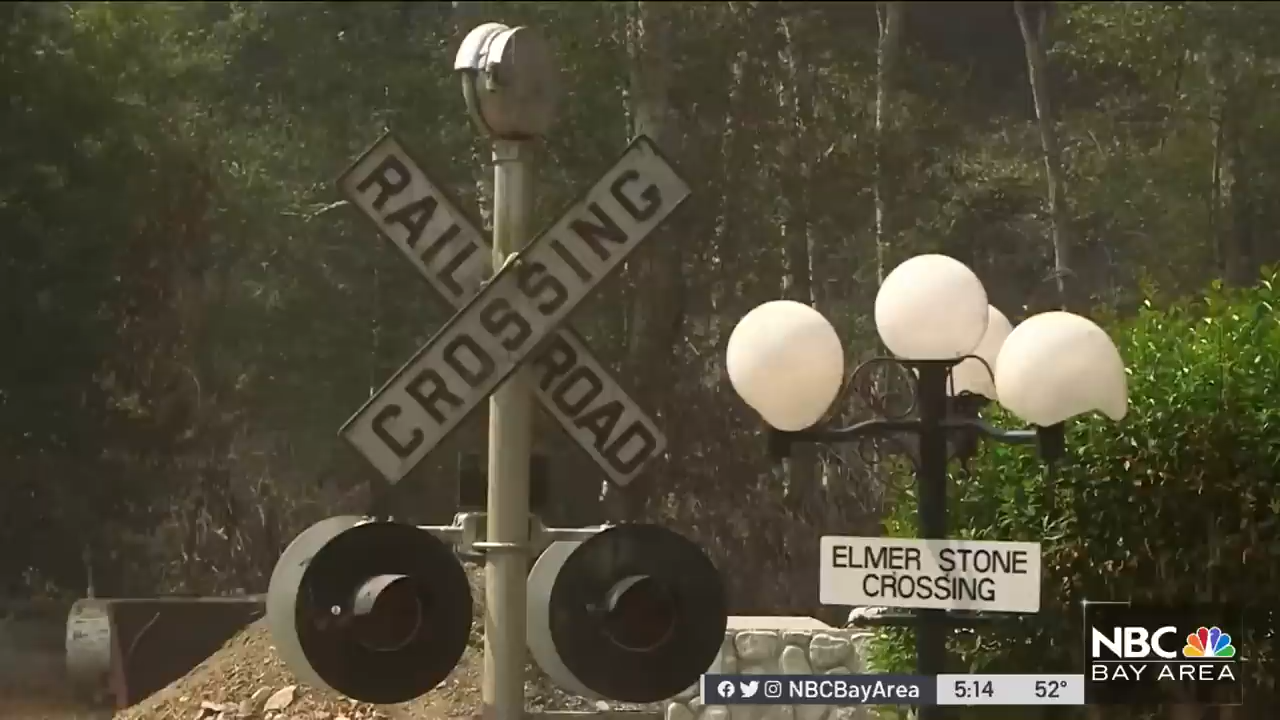 RAIL ROAD
CROSSING
ELMER STONE
CROSSING
NBC
BAY AREA
NBCBayArea 5:14 52°